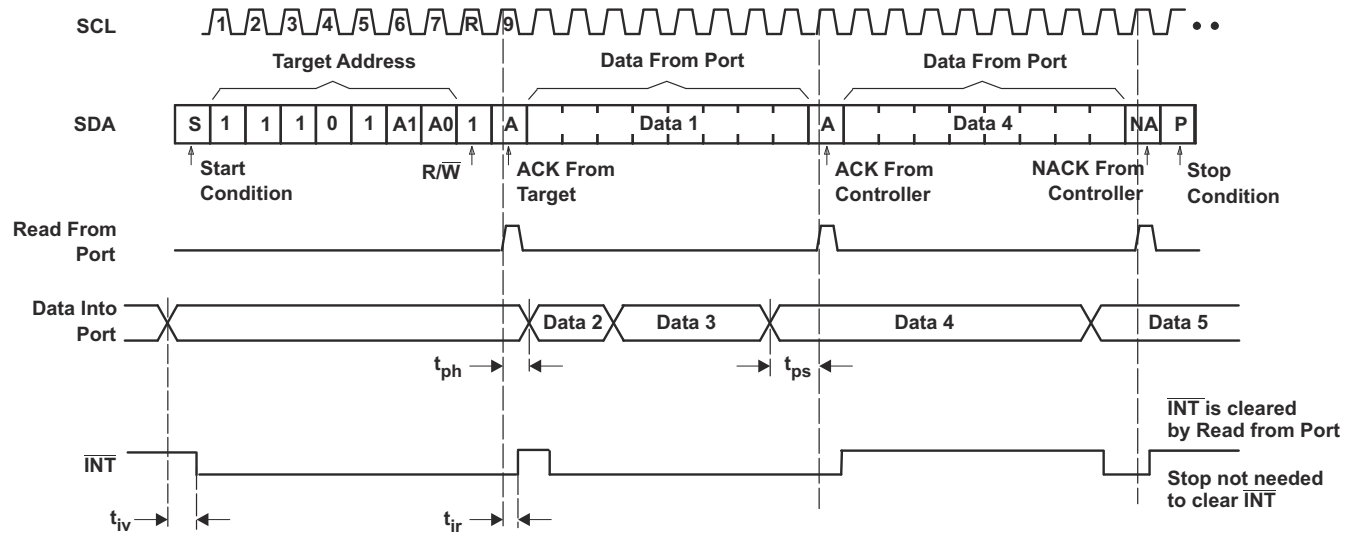 SCL 1 2 3 4 5 6 7 R 9
Target Address Data From Port Data From Port
SDA S 1 1 1 0 1 A1 A0 1 A Data 1 A Data 4 NA P
Start Condition
R/W
ACK From Target
ACK From Controller
NACK From Controller
Stop Condition
Read From Port
Data Into Port Data 2 Data 3 Data 4 Data 5
tph tps
INT is cleared
by Read from Port
INT
Stop not needed
to clear INT
tiv tir